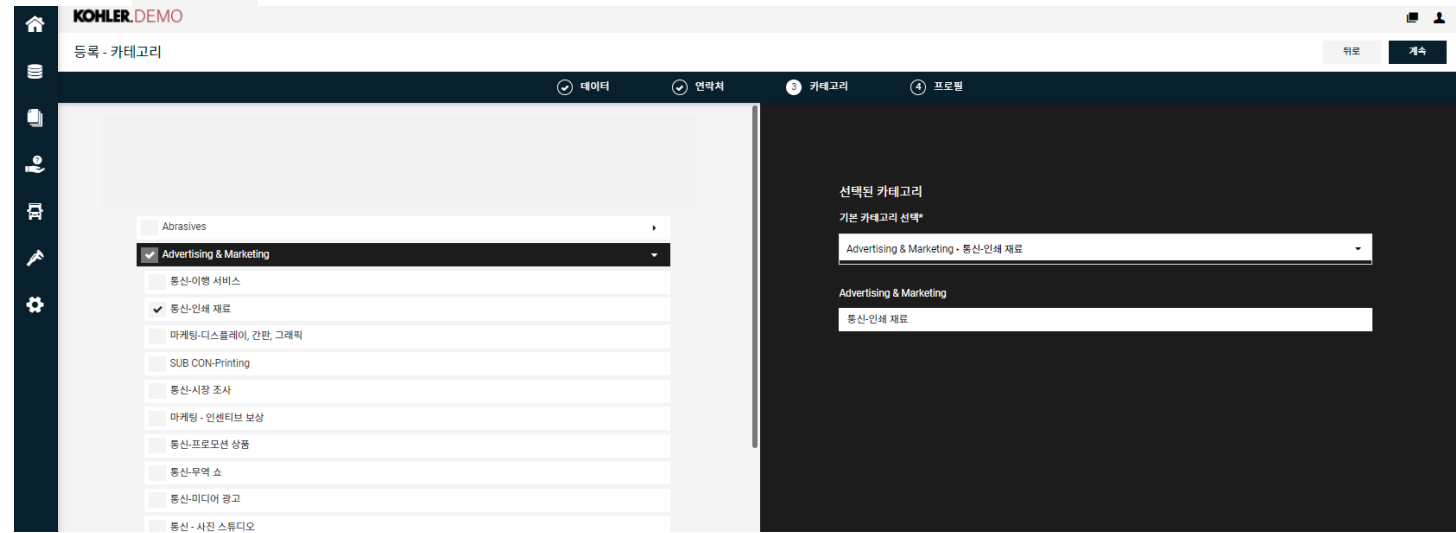 KOHLER.DEMO
등록 - 카테고리
뒤로
계속
데이터
연락처
3 카테고리
4 프로필
Abrasives
Advertising & Marketing
통신-이행 서비스
통신-인쇄 재료
마케팅-디스플레이, 간판, 그래픽
SUB CON-Printing
통신-시장 조사
마케팅 - 인센티브 보상
통신-프로모션 상품
통신-무역 쇼
통신-미디어 광고
통신 - 사진 스튜디오
선택된 카테고리
기본 카테고리 선택*
Advertising & Marketing - 통신-인쇄 재료
Advertising & Marketing
통신-인쇄 재료